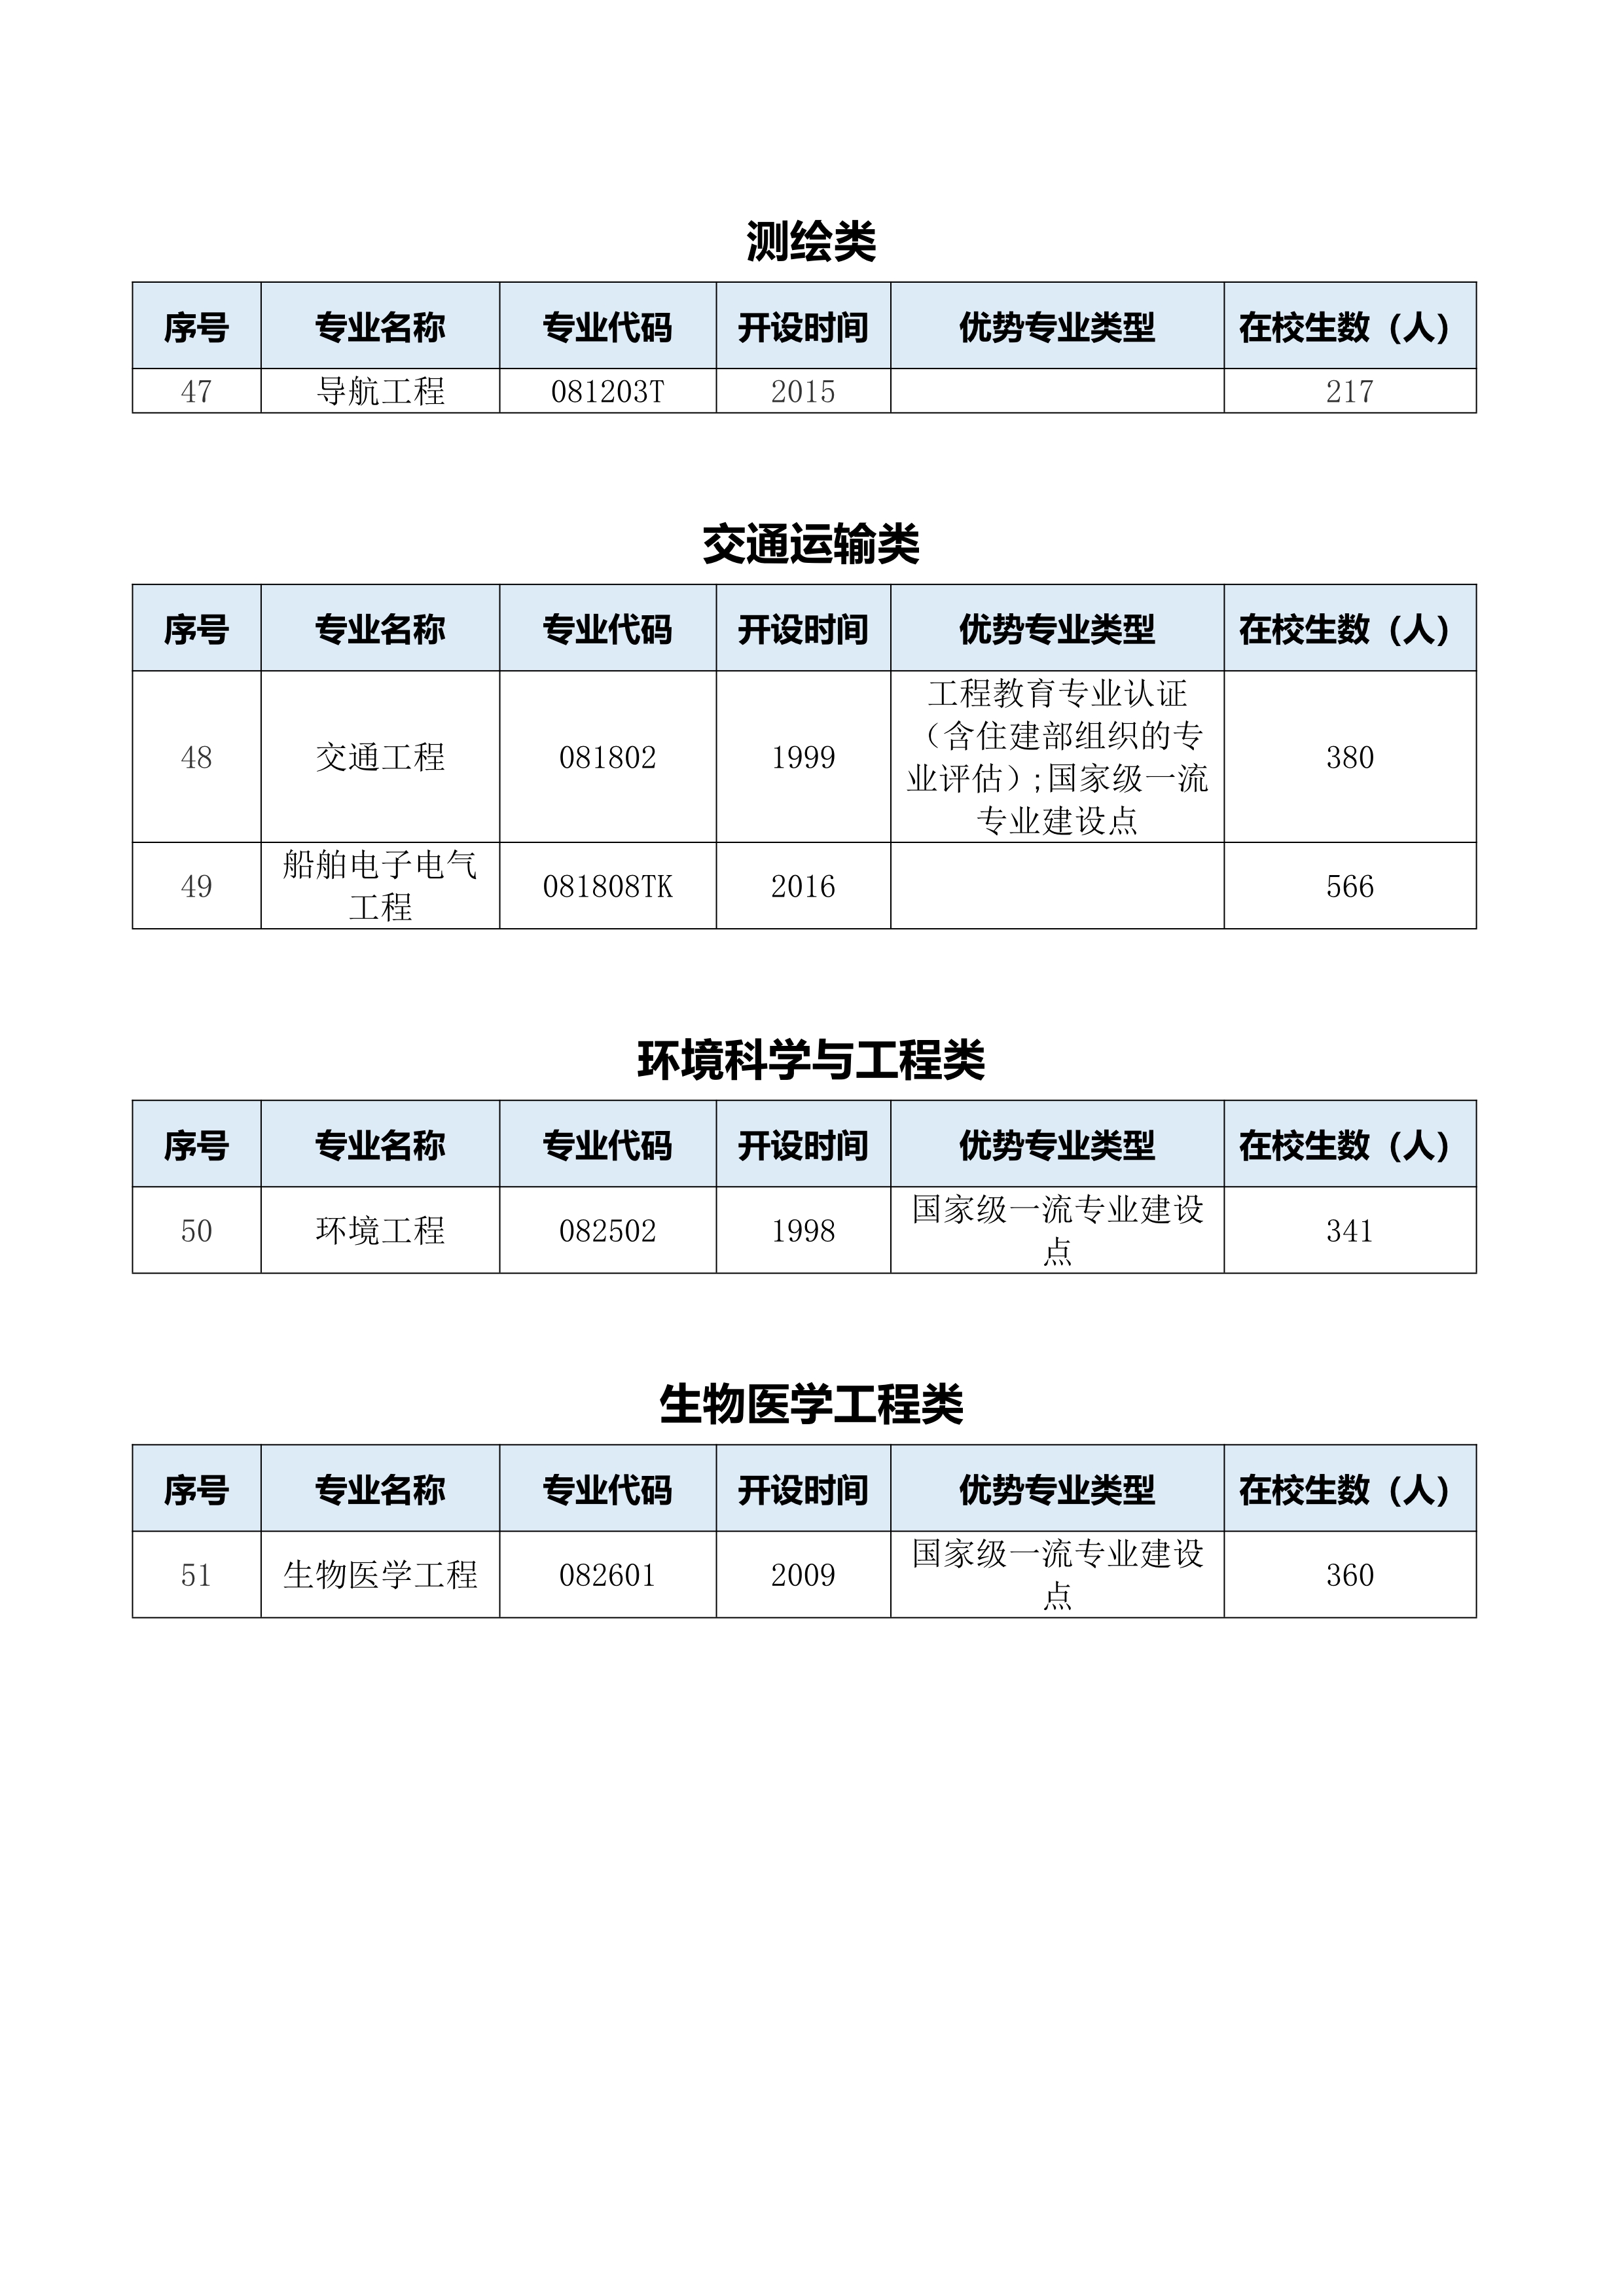 测绘类
序号 专业名称 专业代码 开设时间 优势专业类型 在校生数（人）
47 导航工程 081203T 2015 217
交通运输类
序号 专业名称 专业代码 开设时间 优势专业类型 在校生数（人）
48 交通工程 081802 1999 工程教育专业认证
（含住建部组织的专
业评估）;国家级一流
专业建设点 380
49 船舶电子电气
工程 081808TK 2016 566
环境科学与工程类
序号 专业名称 专业代码 开设时间 优势专业类型 在校生数（人）
50 环境工程 082502 1998 国家级一流专业建设
点 341
生物医学工程类
序号 专业名称 专业代码 开设时间 优势专业类型 在校生数（人）
51 生物医学工程 082601 2009 国家级一流专业建设
点 360